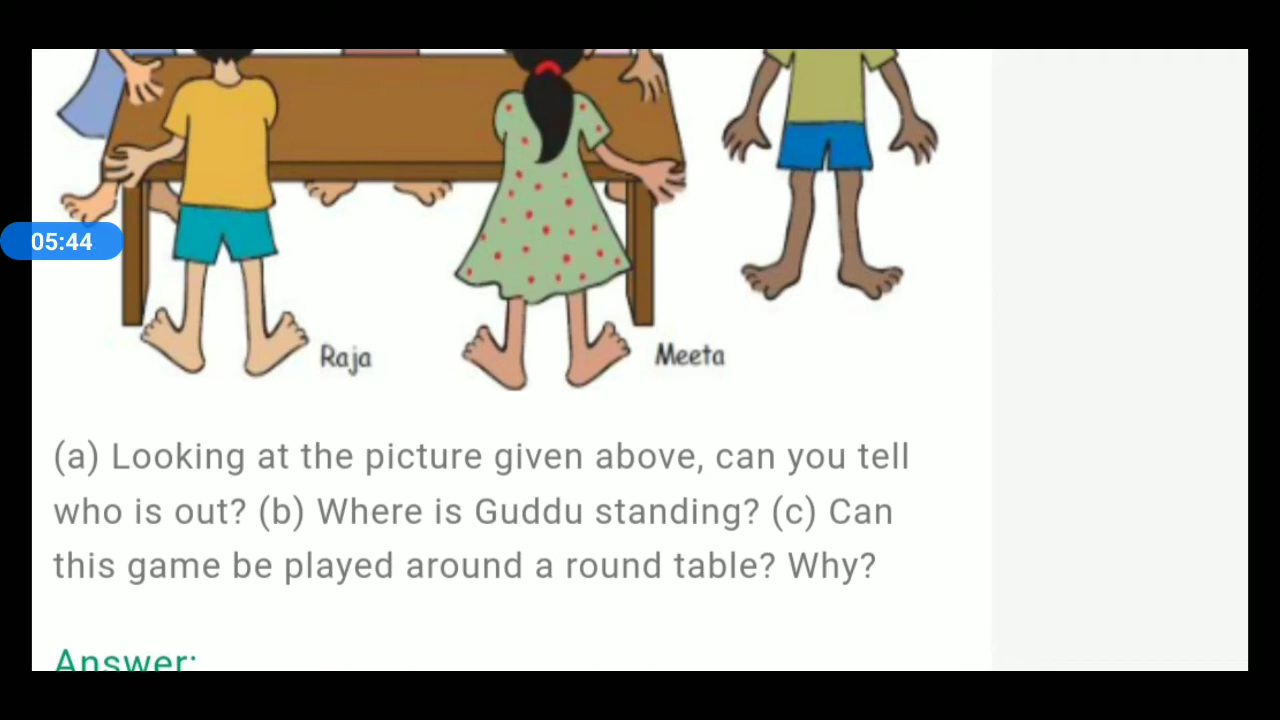 05:44
Raja
Meeta
(a) Looking at the picture given above, can you tell
who is out? (b) Where is Guddu standing? (c) Can
this game be played around a round table? Why?
Answer: